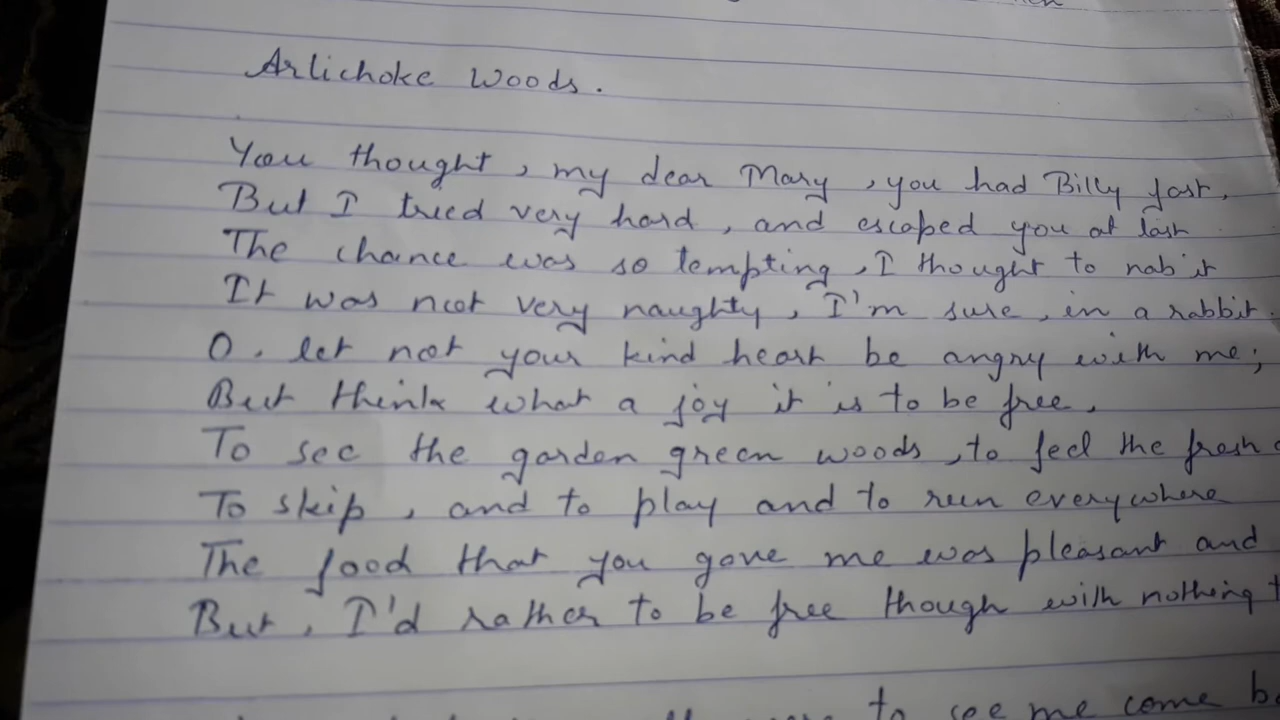 Artichoke Woods.
You thought, my dear Mary, you had Billy fast,
But I tried very hard, and escaped you at last
The chance was so tempting, I thought to nab it
It was not very naughty, I'm sure, in a rabbit.
O, let not your kind heart be angry with me;
But think what a joy it is to be free,
To see the garden green woods, to feel the fresh
To skip, and to play and to run everywhere
The food that you gave me was pleasant and
But, I'd rather to be free though with nothing
to see me come